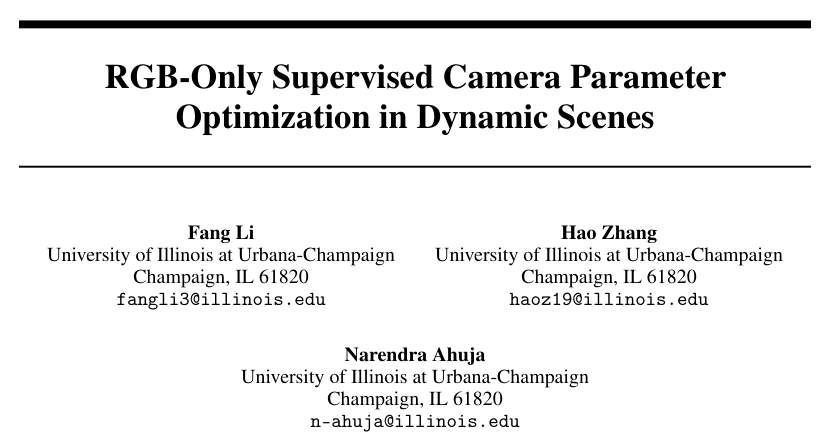 RGB-Only Supervised Camera Parameter
Optimization in Dynamic Scenes
Fang Li
University of Illinois at Urbana-Champaign
Champaign, IL 61820
fangli3@illinois.edu
Hao Zhang
University of Illinois at Urbana-Champaign
Champaign, IL 61820
haoz19@illinois.edu
Narendra Ahuja
University of Illinois at Urbana-Champaign
Champaign, IL 61820
n-ahuja@illinois.edu